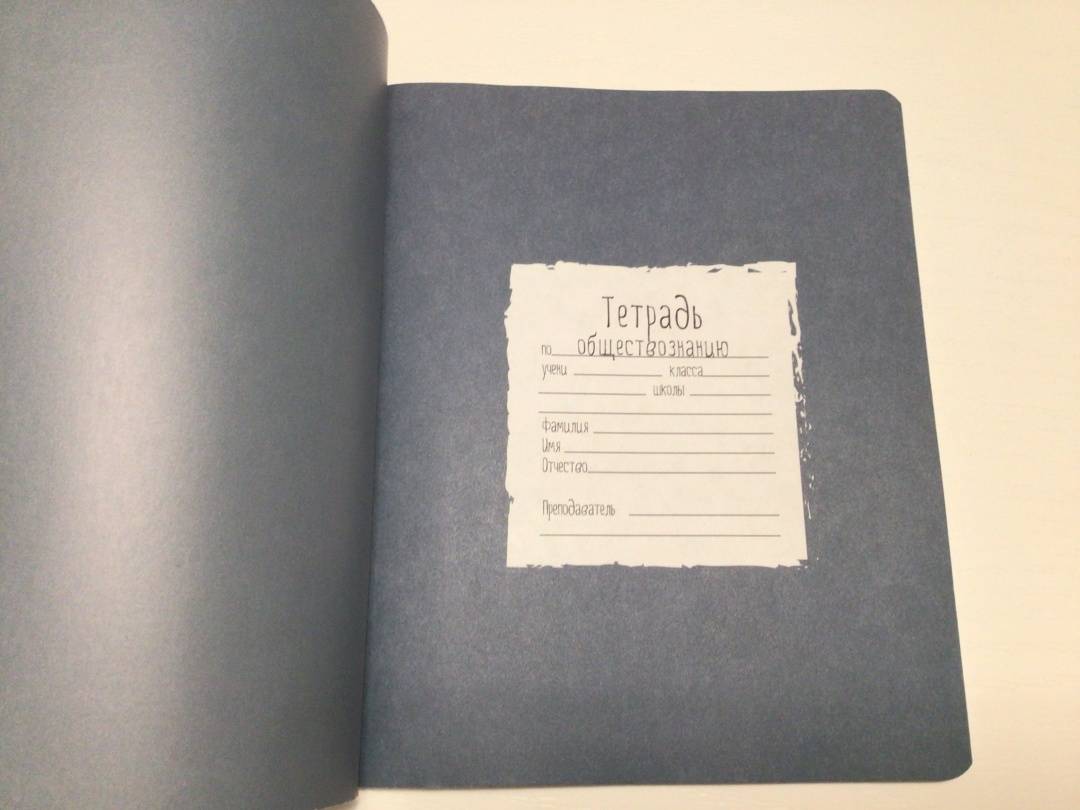 Тетрадь
по обществознанию
учени класса
школы
Фамилия
Имя
Отчество
Преподаватель